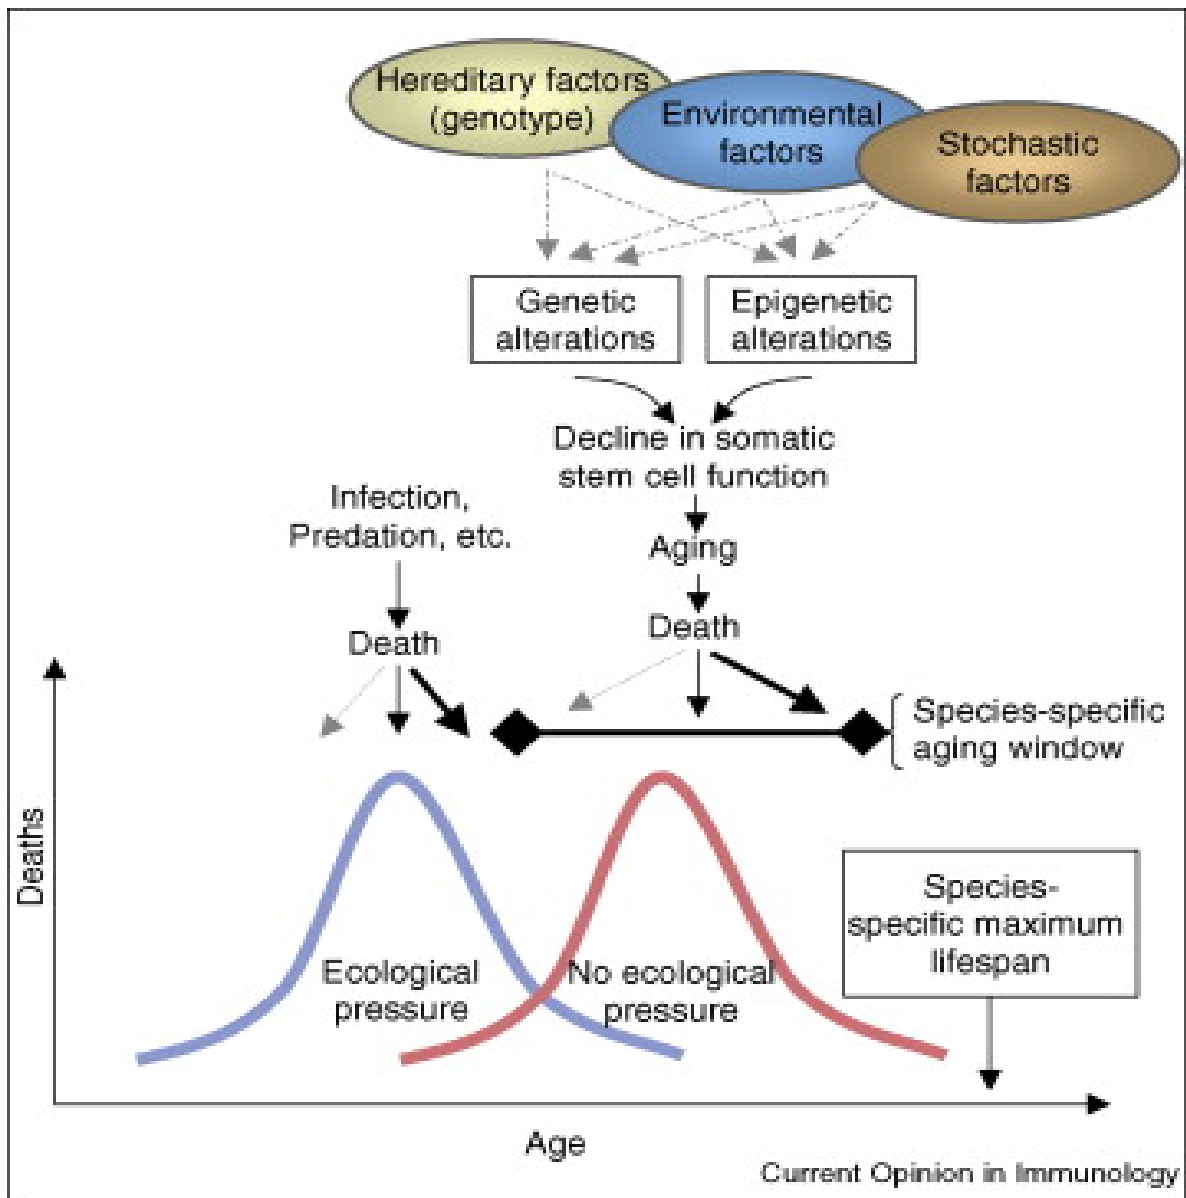 Hereditary factors
(genotype)
Environmental
factors
Stochastic
factors
Genetic
alterations
Epigenetic
alterations
Decline in somatic
stem cell function
Infection,
Predation, etc.
Aging
Death
Death
Species-specific
aging window
Deaths
Species-
specific maximum
lifespan
Ecological
pressure
No ecological
pressure
Age
Current Opinion in Immunology